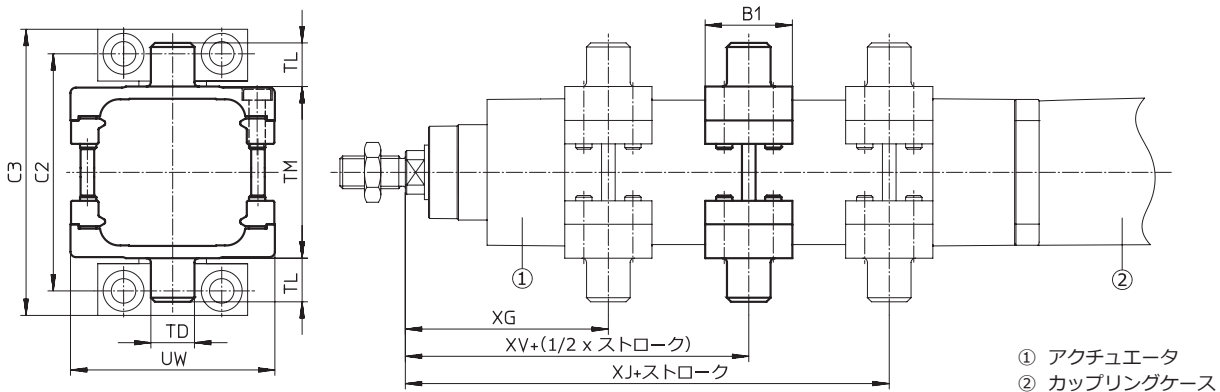 C3
C2
TM
TL
TL
TD
UW
B1
①
②
XG
XV+(1/2 x ストローク)
XJ+ストローク
① アクチュエータ
② カップリングケース